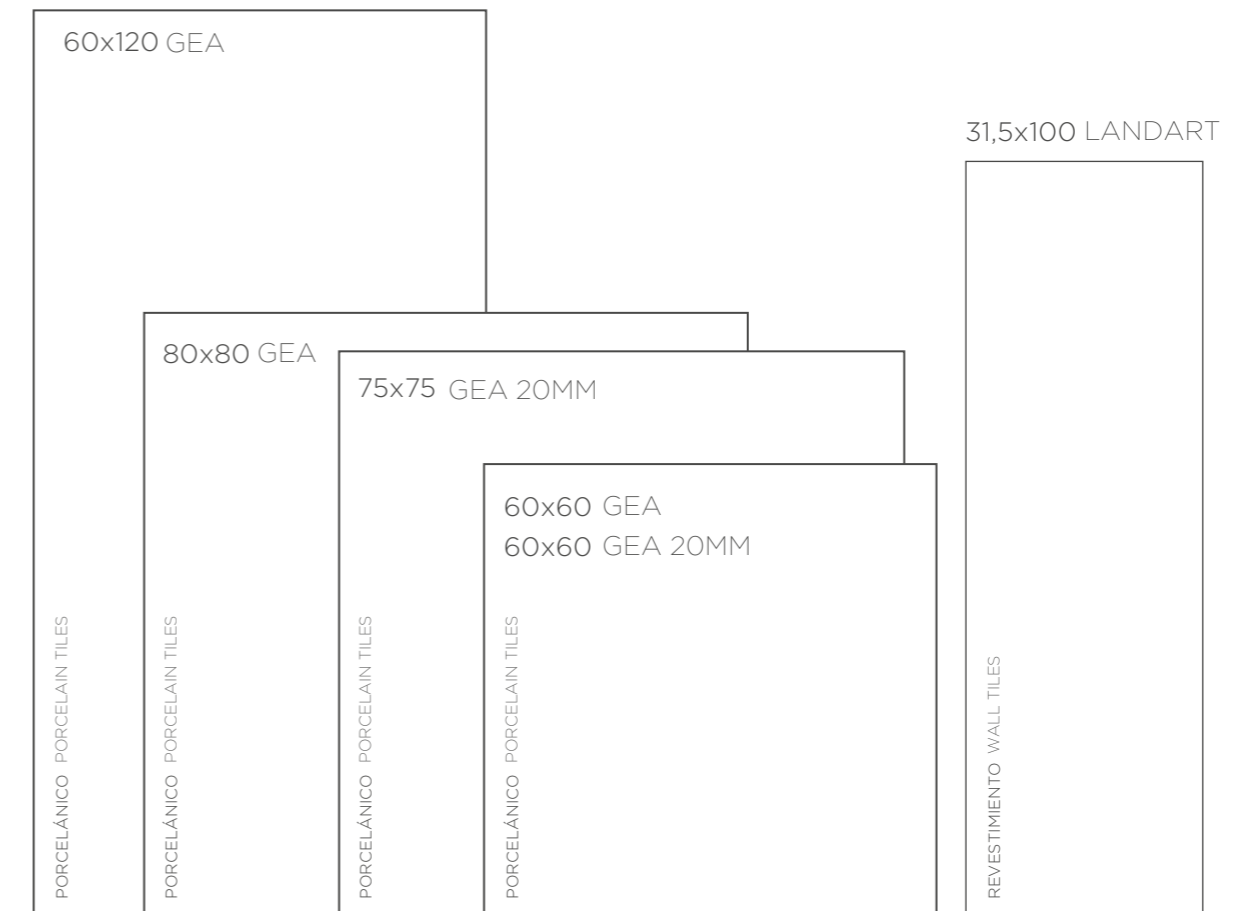 60x120 GEA
31,5x100 LANDART
80x80 GEA
75x75 GEA 20MM
60x60 GEA
60x60 GEA 20MM
PORCELÁNICO PORCELAIN TILES
PORCELÁNICO PORCELAIN TILES
PORCELÁNICO PORCELAIN TILES
PORCELÁNICO PORCELAIN TILES
REVESTIMIENTO WALL TILES